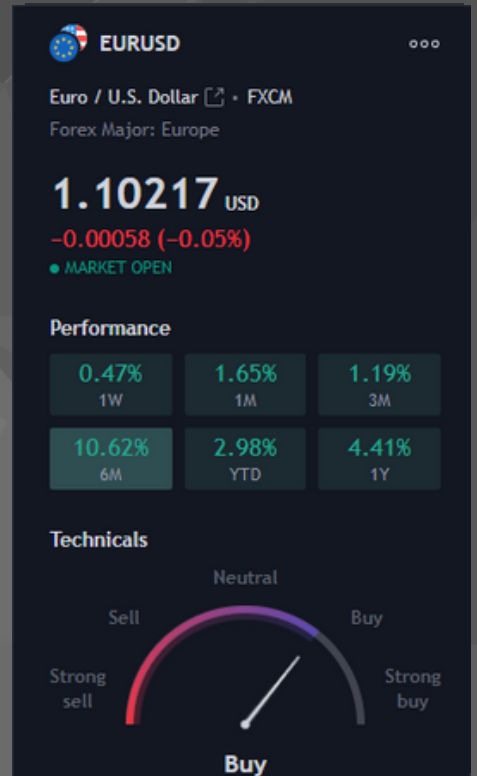 EURUSD
Euro / U.S. Dollar • FXCM
Forex Major: Europe
1.10217 USD
−0.00058 (−0.05%)
● MARKET OPEN
Performance
0.47% 1.65% 1.19%
1W 1M 3M
10.62% 2.98% 4.41%
6M YTD 1Y
Technicals
Neutral
Sell Buy
Strong sell Strong buy
Buy